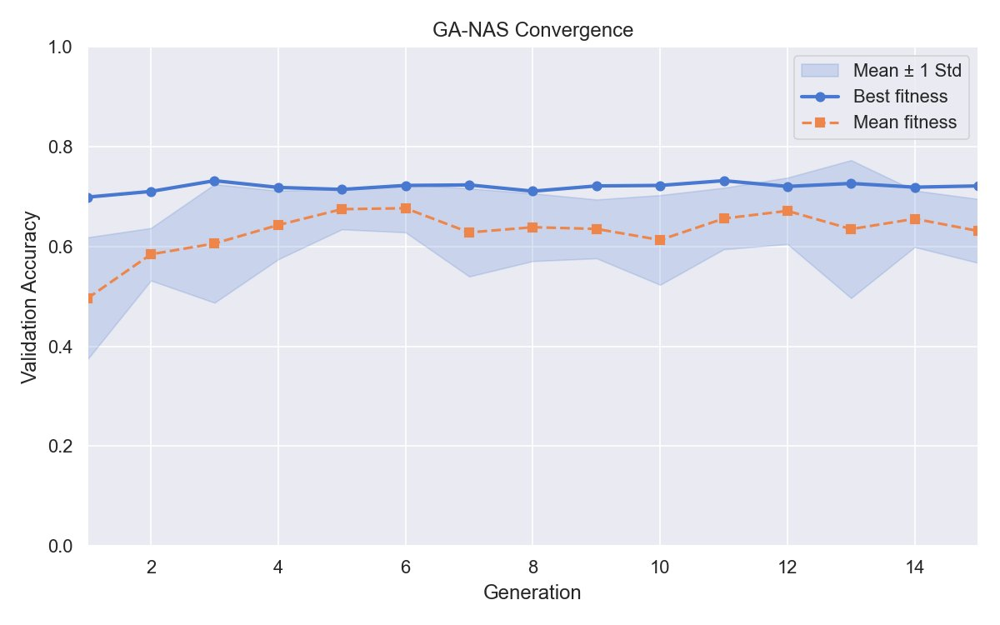 GA-NAS Convergence
1.0
0.8
0.6
0.4
0.2
0.0
Validation Accuracy
Mean ± 1 Std
Best fitness
Mean fitness
2 4 6 8 10 12 14
Generation